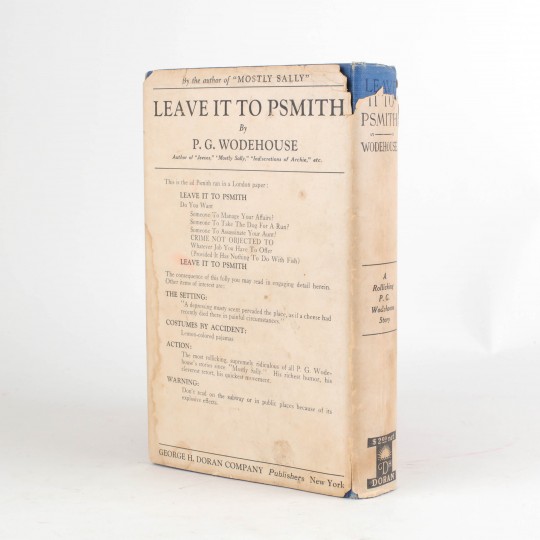 By the author of "MOSTLY SALLY"
LEAVE IT TO PSMITH
By
P. G. WODEHOUSE
Author of "Jeeves," "Mostly Sally," "Indiscretions of Archie," etc.
This is the ad Psmith ran in a London paper:
LEAVE IT TO PSMITH
Do You Want
Someone To Manage Your Affairs?
Someone To Take The Dog For A Run?
Someone To Assassinate Your Aunt?
CRIME NOT OBJECTED TO
Whatever Job You Have To Offer
(Provided It Has Nothing To Do With Fish)
LEAVE IT TO PSMITH
The consequence of this folly you may read in engaging detail herein.
Other items of interest are:
THE SETTING:
"A depressing musty scent pervaded the place, as if a cheese had
recently died there in painful circumstances."
COSTUMES BY ACCIDENT:
Lemon-colored pajamas
ACTION:
The most rollicking, supremely ridiculous of all P. G. Wode-
house's stories since "Mostly Sally." His richest humor, his
cleverest retort, his quickest movement.
WARNING:
Don't read on the subway or in public places because of its
explosive effects.
GEORGE H. DORAN COMPANY Publishers New York
LEAVE
IT TO
PSMITH
WODEHOUSE
A
Rollicking
P. G.
Wodehouse
Story
DORAN